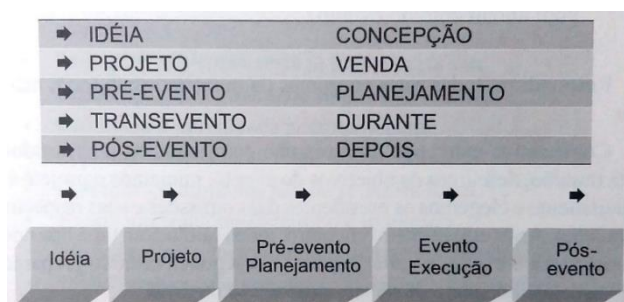 IDÉIA CONCEPÇÃO
PROJETO VENDA
PRÉ-EVENTO PLANEJAMENTO
TRANSEVENTO DURANTE
PÓS-EVENTO DEPOIS
Idéia
Projeto
Pré-evento
Planejamento
Evento
Execução
Pós-
evento